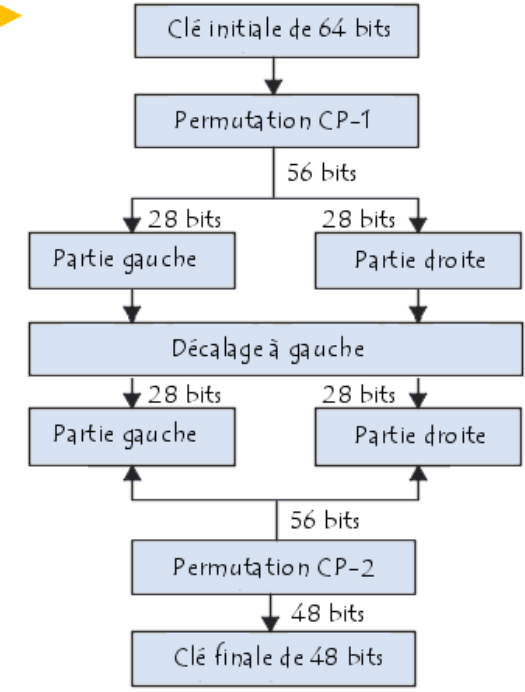 Clé initiale de 64 bits
Permutation CP-1
56 bits
28 bits
28 bits
Partie gauche
Partie droite
Décalage à gauche
28 bits
28 bits
Partie gauche
Partie droite
56 bits
Permutation CP-2
48 bits
Clé finale de 48 bits